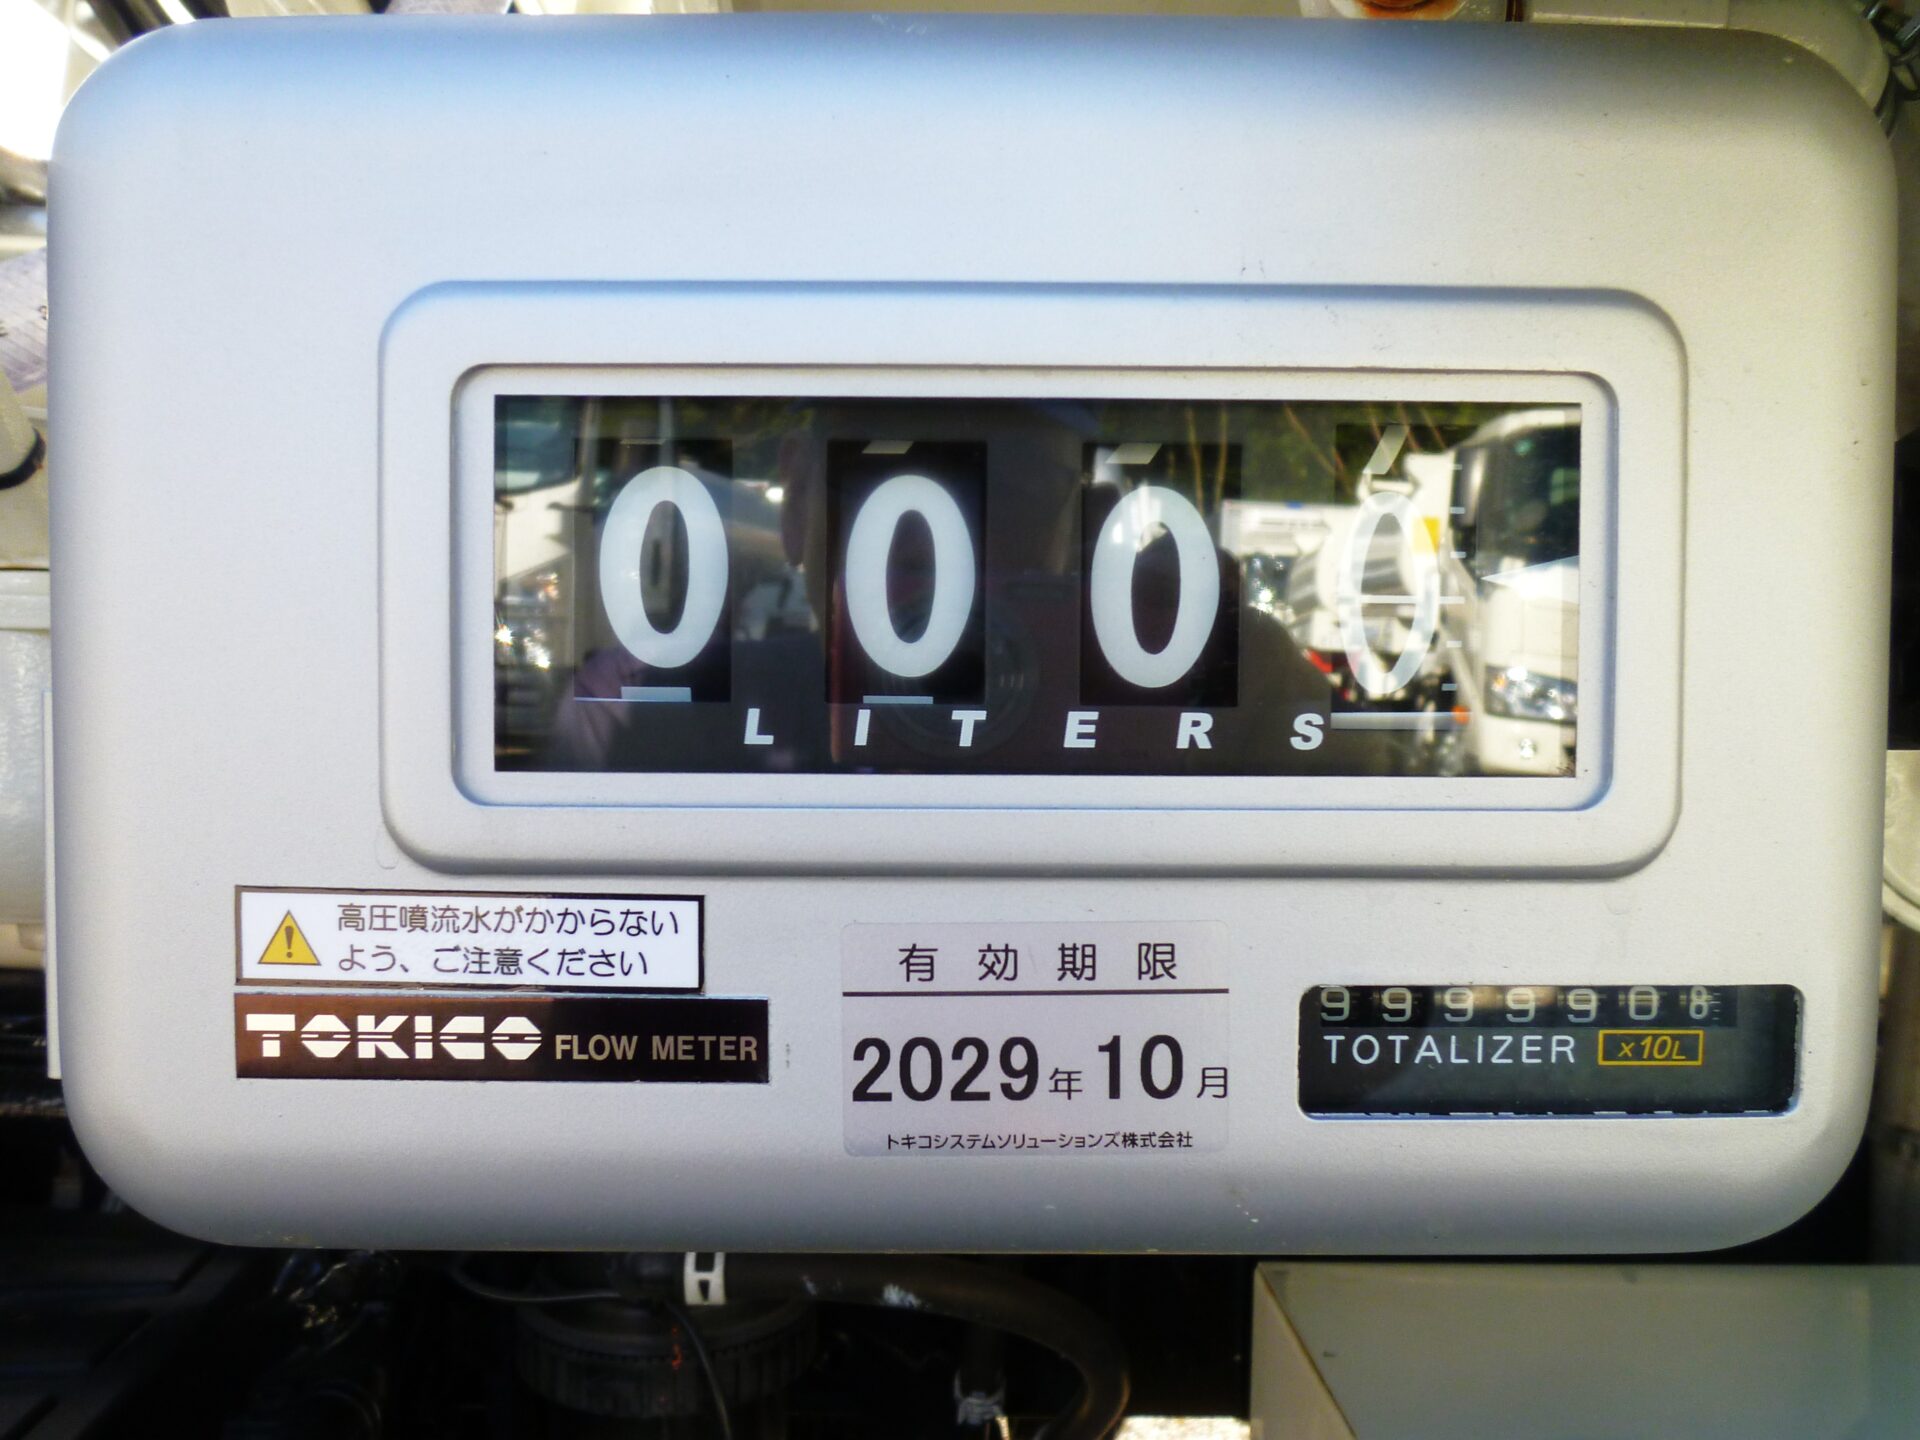 0000
LITERS
高圧噴流水がかからない
よう、ご注意ください
TOKICO FLOW METER
有効期限
2029年10月
トキコシステムソリューションズ株式会社
9999908
TOTALIZER ×10L